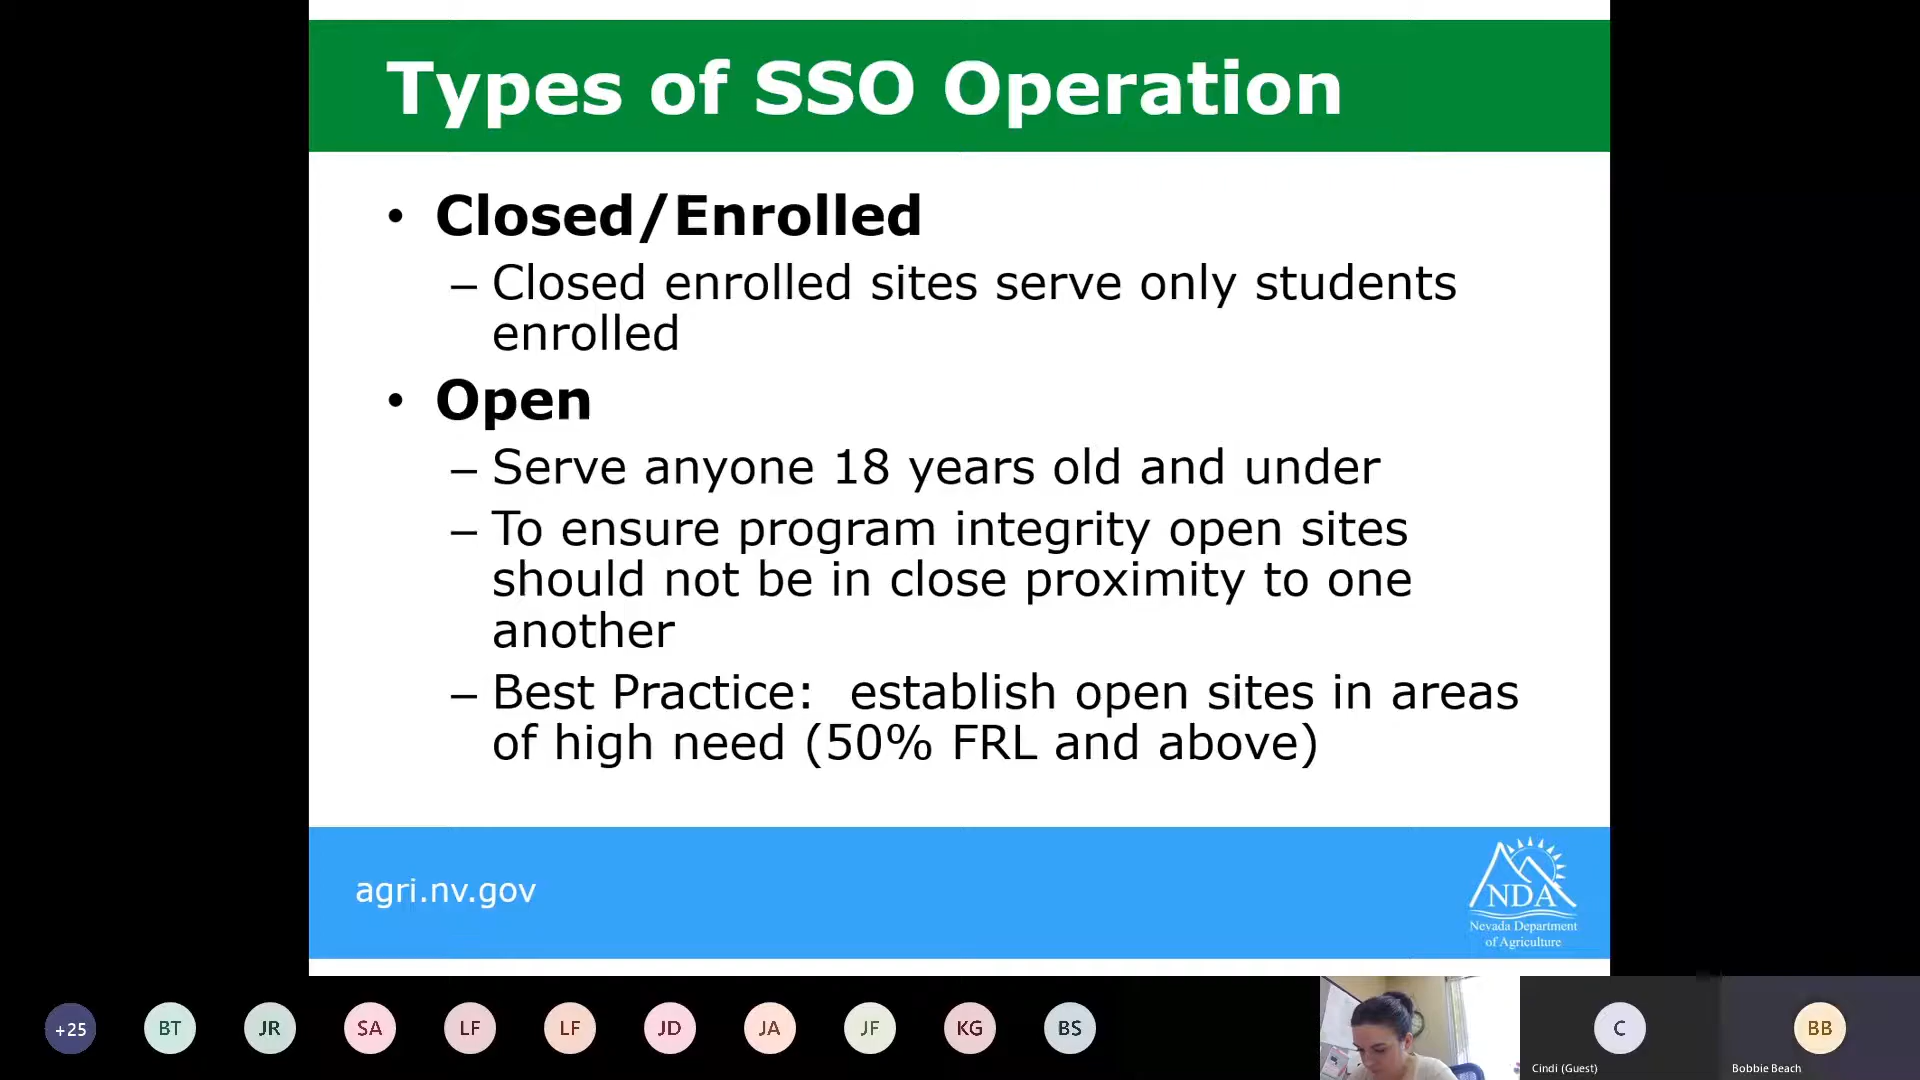 Types of SSO Operation
• Closed/Enrolled
– Closed enrolled sites serve only students
enrolled
• Open
– Serve anyone 18 years old and under
– To ensure program integrity open sites
should not be in close proximity to one
another
– Best Practice:  establish open sites in areas
of high need (50% FRL and above)
agri.nv.gov
NDA
Nevada Department
of Agriculture
+25
BT
JR
SA
LF
LF
JD
JA
JF
KG
BS
C
BB
Cindi (Guest)
Bobbie Beach